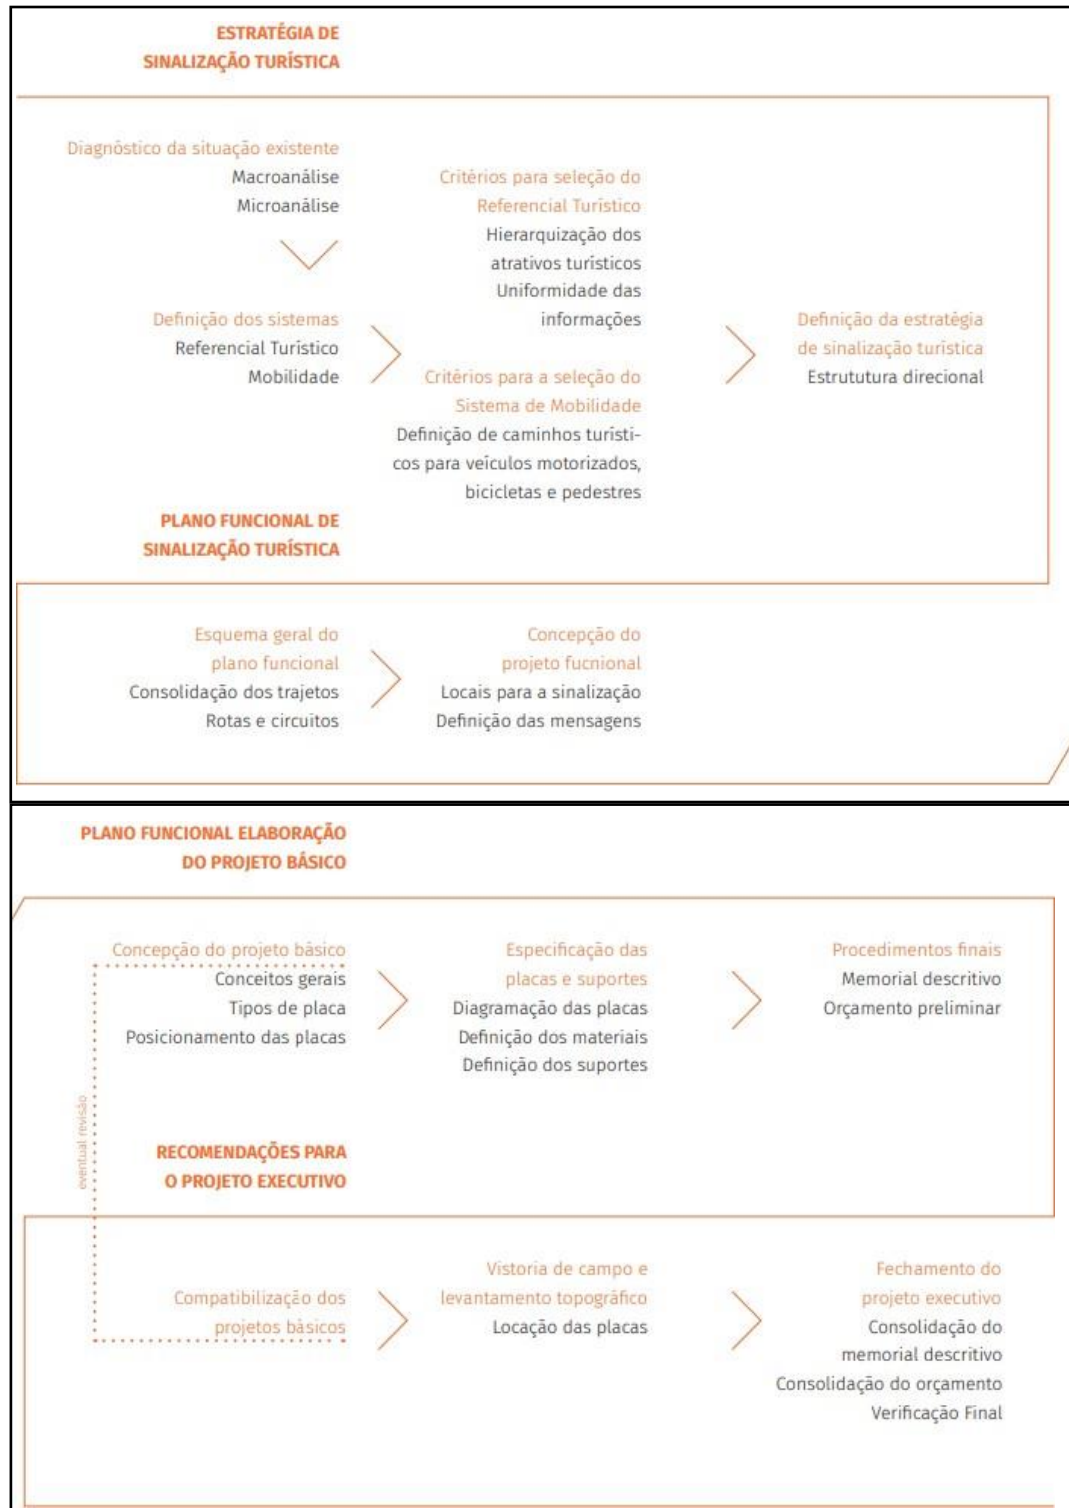 ESTRATÉGIA DE
SINALIZAÇÃO TURÍSTICA
Diagnóstico da situação existente
Macroanálise
Microanálise
Definição dos sistemas
Referencial Turístico
Mobilidade
Critérios para seleção do
Referencial Turístico
Hierarquização dos
atrativos turísticos
Uniformidade das
informações
Critérios para a seleção do
Sistema de Mobilidade
Definição de caminhos turísti-
cos para veículos motorizados,
bicicletas e pedestres
Definição da estratégia
de sinalização turística
Estrututura direcional
PLANO FUNCIONAL DE
SINALIZAÇÃO TURÍSTICA
Esquema geral do
plano funcional
Consolidação dos trajetos
Rotas e circuitos
Concepção do
projeto fucnional
Locais para a sinalização
Definição das mensagens
PLANO FUNCIONAL ELABORAÇÃO
DO PROJETO BÁSICO
Concepção do projeto básico
Conceitos gerais
Tipos de placa
Posicionamento das placas
Especificação das
placas e suportes
Diagramação das placas
Definição dos materiais
Definição dos suportes
Procedimentos finais
Memorial descritivo
Orçamento preliminar
eventual revisão
RECOMENDAÇÕES PARA
O PROJETO EXECUTIVO
Compatibilização dos
projetos básicos
Vistoria de campo e
levantamento topográfico
Locação das placas
Fechamento do
projeto executivo
Consolidação do
memorial descritivo
Consolidação do orçamento
Verificação Final